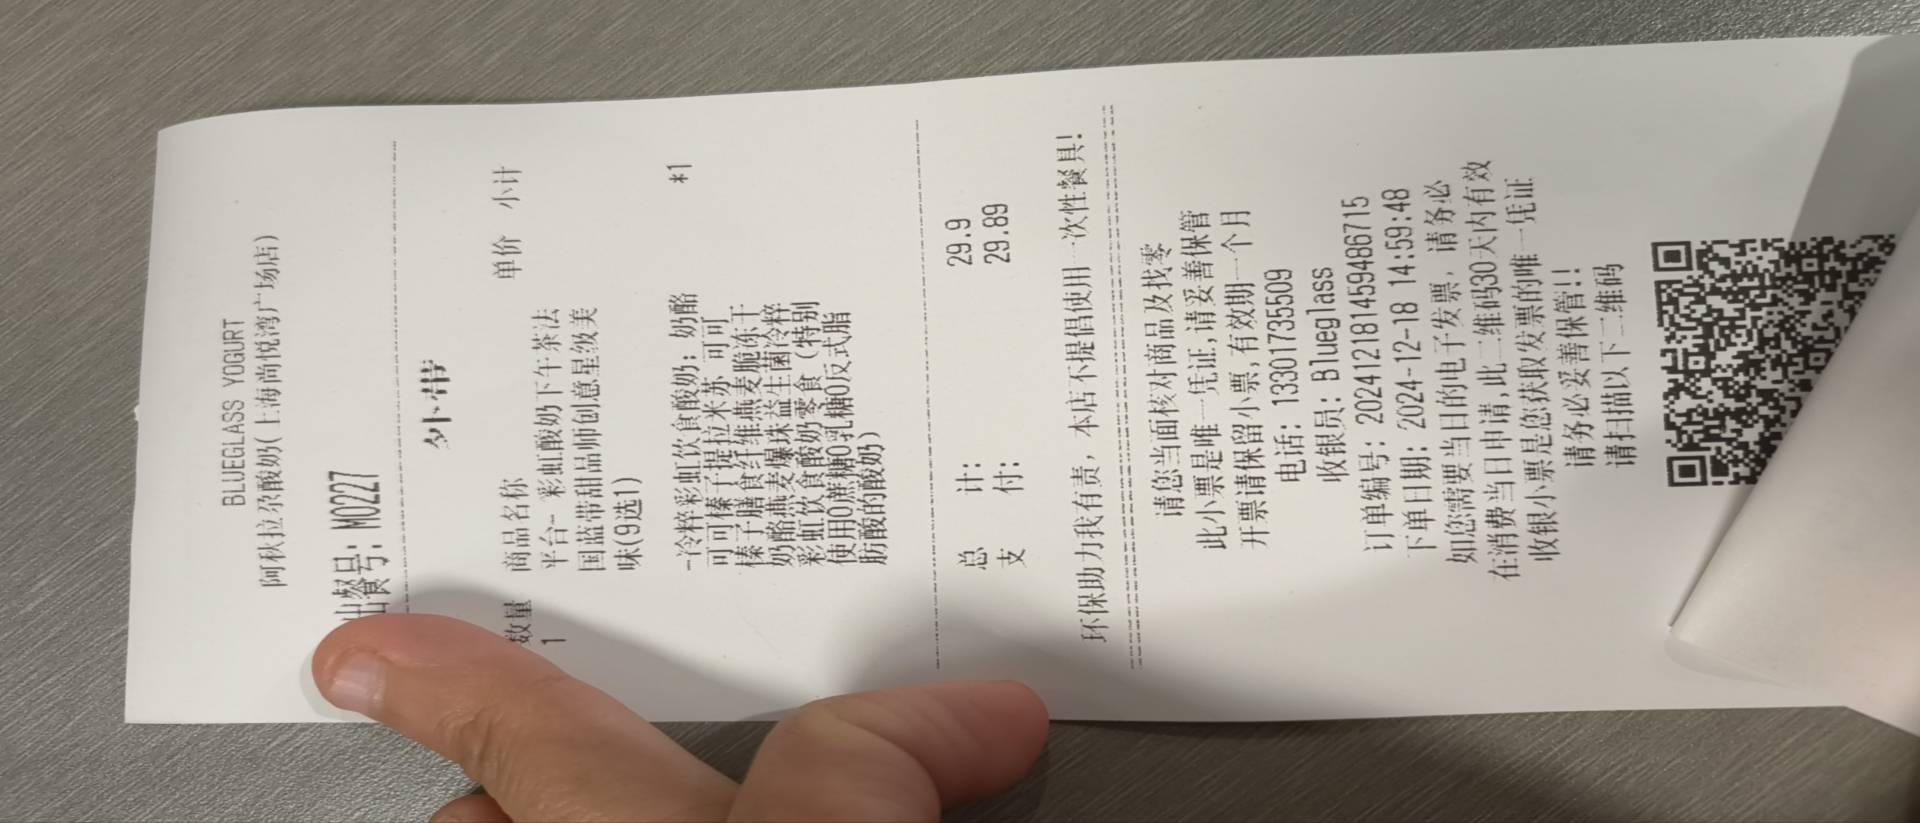 BLUEGLASS YOGURT
阿秋拉尕酸奶(上海尚悦湾广场店)
出餐号: M0227
外带
数量 商品名称 单价 小计
1 平台-彩虹酸奶下午茶法
国蓝带甜品师创意星级美
味(9选1)
-冷料彩虹饮食酸奶: 奶酪 *1
可可榛子提拉米苏 可可
榛子膳食纤维燕麦脆冻干
奶酪燕麦爆珠益生菌冷粹
彩虹饮食酸奶零食 (特别
使用0蔗糖0乳糖0反式脂
肪酸的酸奶)
总 计: 29.9
支 付: 29.89
环保助力我有责, 本店不提倡使用一次性餐具!
请您当面核对商品及找零
此小票是唯一凭证,请妥善保管
开票请保留小票,有效期一个月
电话: 13301735509
收银员: Blueglass
订单编号: 20241218145948​6715
下单日期: 2024-12-18 14:59:48
如您需要当日的电子发票, 请务必
在消费当日申请,此二维码30天内有效
收银小票是您获取发票的唯一凭证
请务必妥善保管!!
请扫描以下二维码